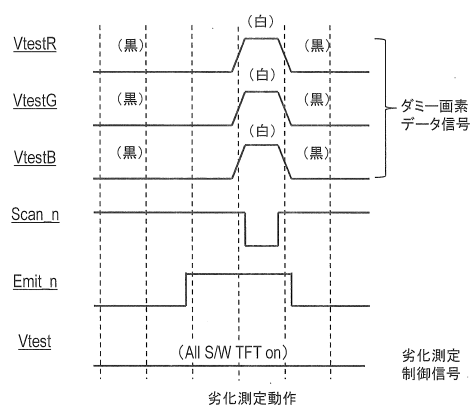 (白)
VtestR (黒) (黒)
(白)
VtestG (黒) (黒)
ダミー画素
データ信号
(白)
VtestB (黒) (黒)
Scan_n
Emit_n
Vtest
(All S/W TFT on)
劣化測定
制御信号
劣化測定動作